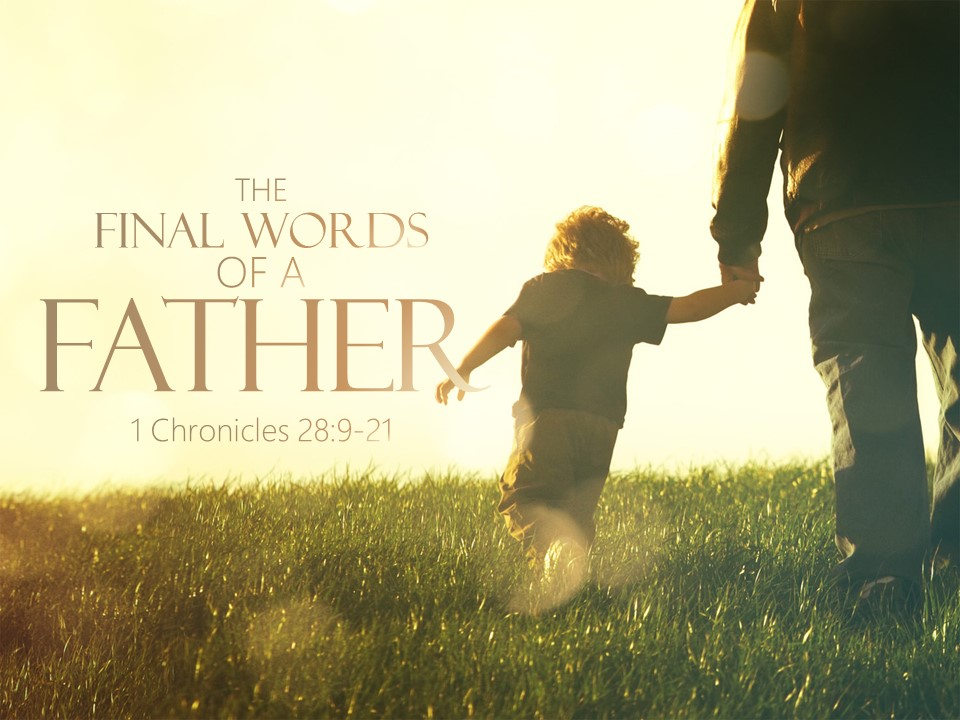 THE
FINAL WORDS
OF A
FATHER
1 Chronicles 28:9-21